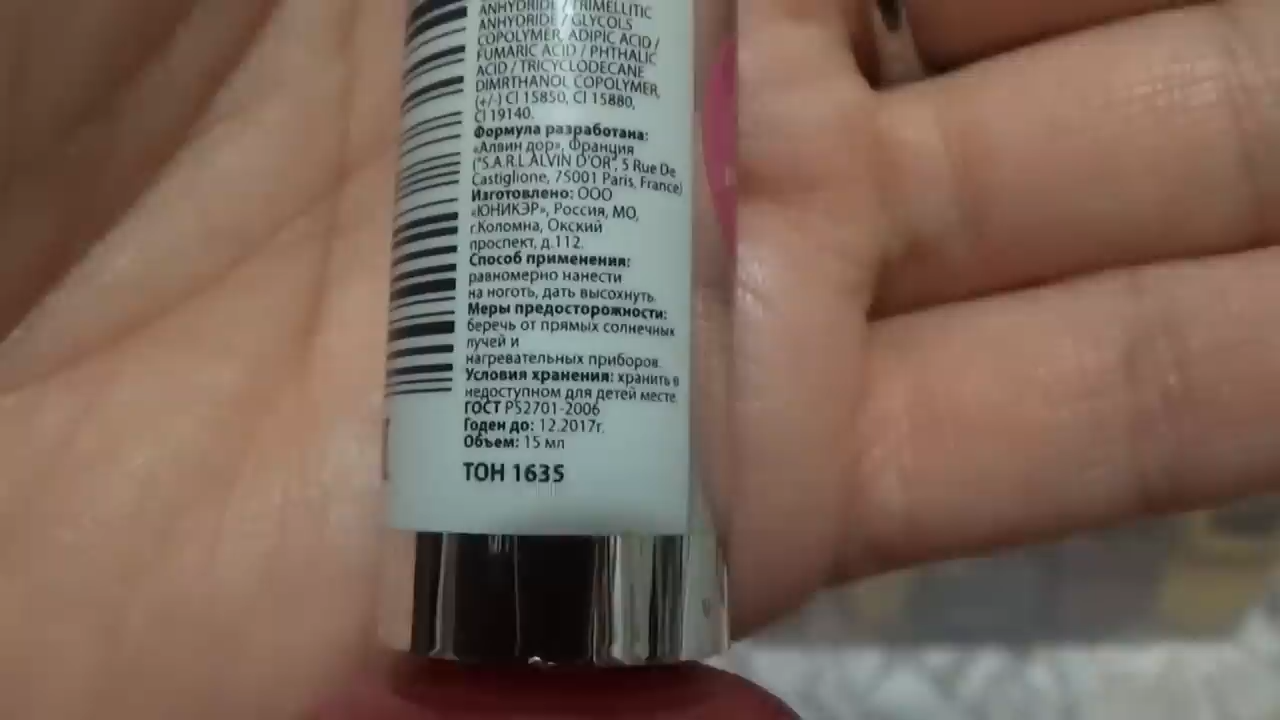 ANHYDRIDE / TRIMELLITIC
ANHYDRIDE / GLYCOLS
COPOLYMER, ADIPIC ACID /
FUMARIC ACID / PHTHALIC
ACID / TRICYCLODECANE
DIMRTHANOL COPOLYMER,
(+/-) CI 15850, CI 15880,
CI 19140.
Формула разработана:
«Алвин дор», Франция
("S.A.R.L.ALVIN D'OR", 5 Rue De
Castiglione, 75001 Paris, France)
Изготовлено: ООО
«ЮНИКЭР», Россия, МО,
г.Коломна, Окский
проспект, д.112.
Способ применения:
равномерно нанести
на ноготь, дать высохнуть.
Меры предосторожности:
беречь от прямых солнечных
лучей и
нагревательных приборов.
Условия хранения: хранить в
недоступном для детей месте.
ГОСТ Р52701-2006
Годен до: 12.2017г.
Объем: 15 мл
ТОН 1635